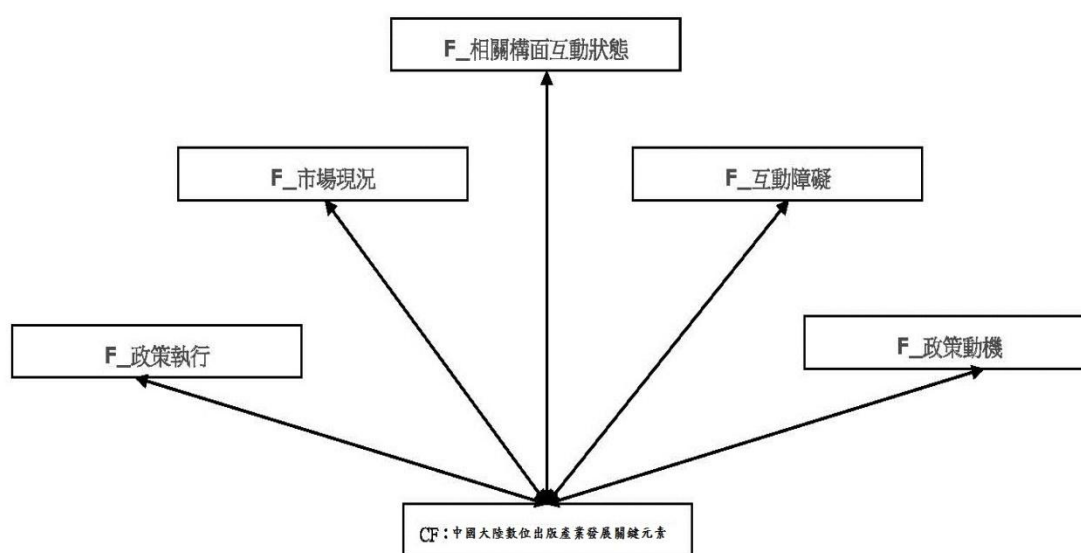 F_相關構面互動狀態
F_市場現況
F_互動障礙
F_政策執行
F_政策動機
CF：中國大陸數位出版產業發展關鍵元素